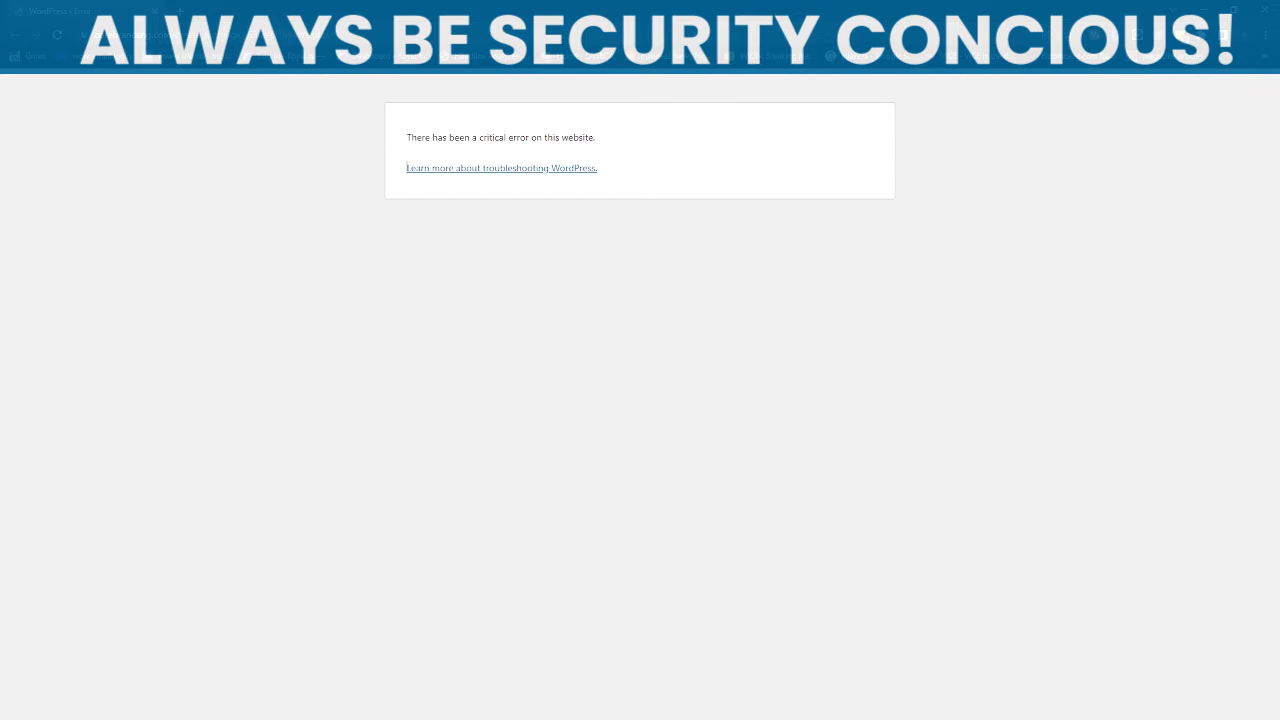 ALWAYS BE SECURITY CONCIOUS!
There has been a critical error on this website.
Learn more about troubleshooting WordPress.